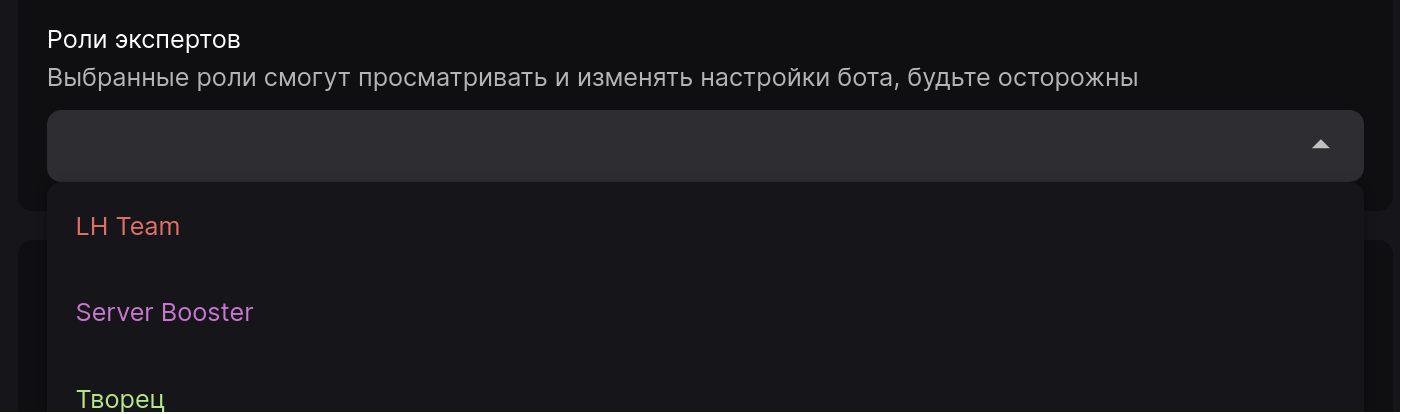 Роли экспертов
Выбранные роли смогут просматривать и изменять настройки бота, будьте осторожны
LH Team
Server Booster
Творец